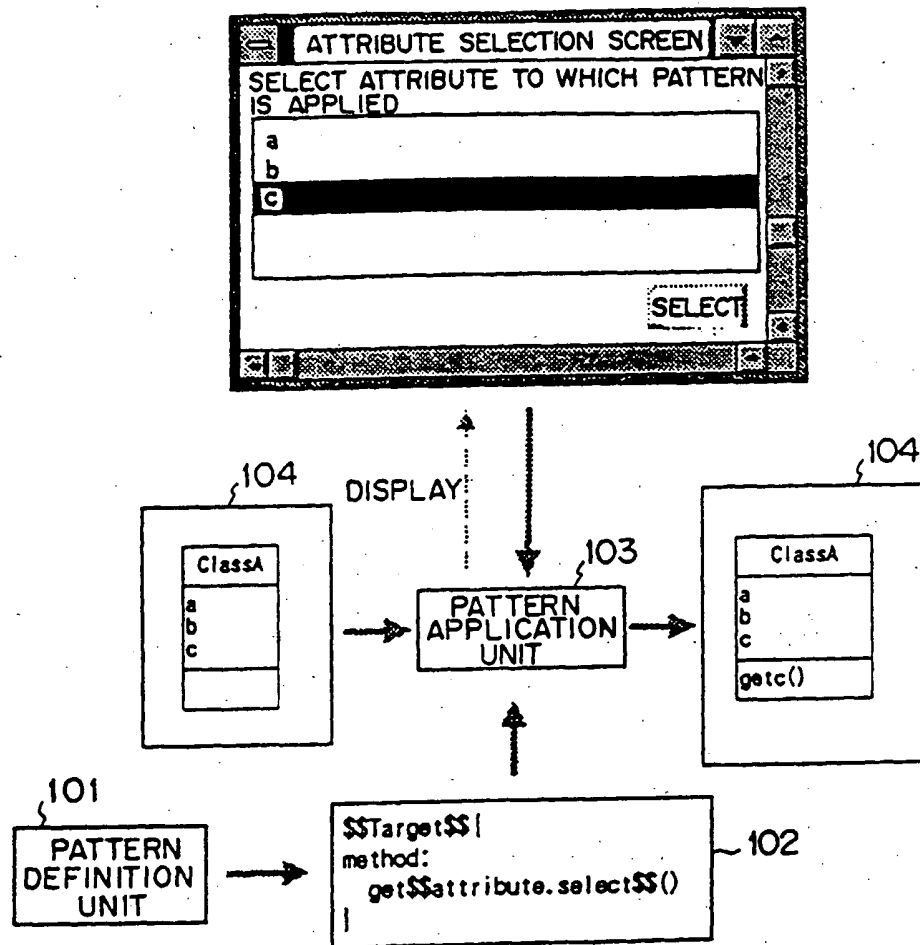 ATTRIBUTE SELECTION SCREEN
SELECT ATTRIBUTE TO WHICH PATTERN
IS APPLIED
a
b
c
SELECT
104
DISPLAY
104
ClassA
a
b
c
103
PATTERN
APPLICATION
UNIT
ClassA
a
b
c
getc()
101
PATTERN
DEFINITION
UNIT
$$Target$${
method:
get$$attribute.select$$()
}
102